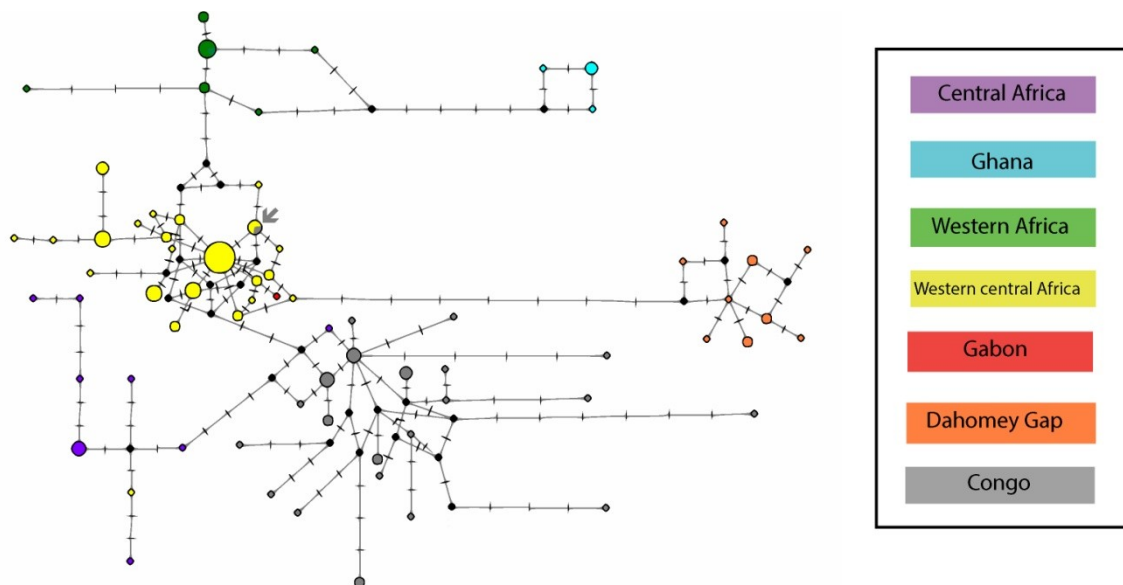 Central Africa
Ghana
Western Africa
Western central Africa
Gabon
Dahomey Gap
Congo